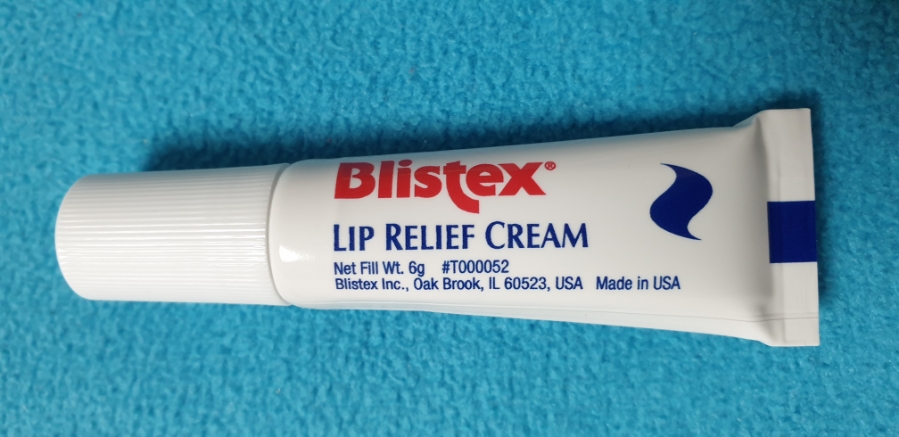 Blistex®
LIP RELIEF CREAM
Net Fill Wt. 6g #T000052
Blistex Inc., Oak Brook, IL 60523, USA Made in USA